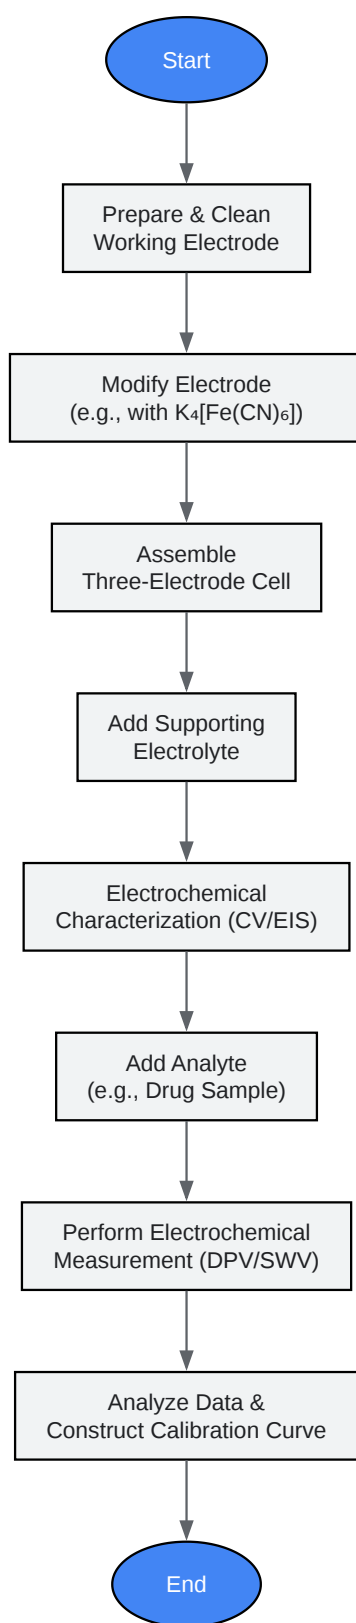 Start
Prepare & Clean
Working Electrode
Modify Electrode
(e.g., with K₄[Fe(CN)₆])
Assemble
Three-Electrode Cell
Add Supporting
Electrolyte
Electrochemical
Characterization (CV/EIS)
Add Analyte
(e.g., Drug Sample)
Perform Electrochemical
Measurement (DPV/SWV)
Analyze Data &
Construct Calibration Curve
End